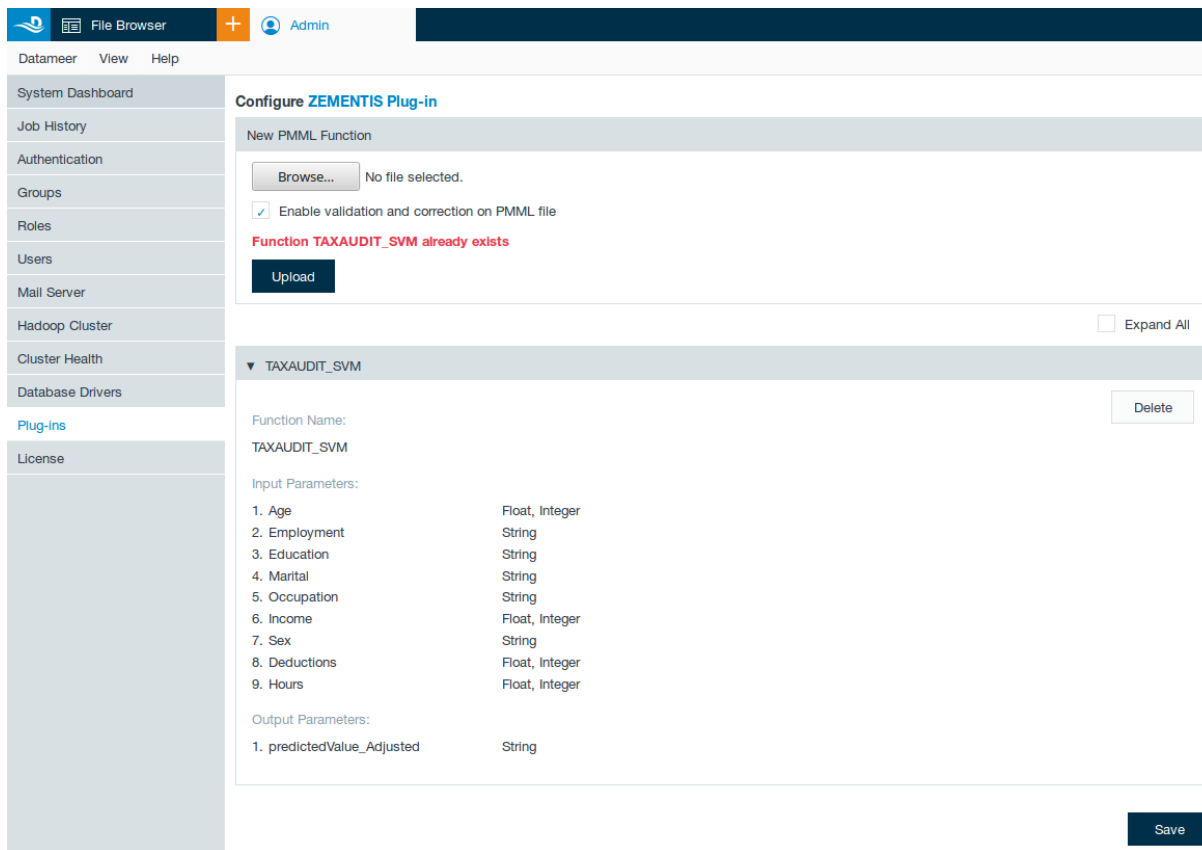 File Browser
+
Admin
Datameer View Help
System Dashboard
Job History
Authentication
Groups
Roles
Users
Mail Server
Hadoop Cluster
Cluster Health
Database Drivers
Plug-ins
License
Configure ZEMENTIS Plug-in
New PMML Function
Browse... No file selected.
Enable validation and correction on PMML file
Function TAXAUDIT_SVM already exists
Upload
Expand All
TAXAUDIT_SVM
Delete
Function Name:
TAXAUDIT_SVM
Input Parameters:
1. Age Float, Integer
2. Employment String
3. Education String
4. Marital String
5. Occupation String
6. Income Float, Integer
7. Sex String
8. Deductions Float, Integer
9. Hours Float, Integer
Output Parameters:
1. predictedValue_Adjusted String
Save